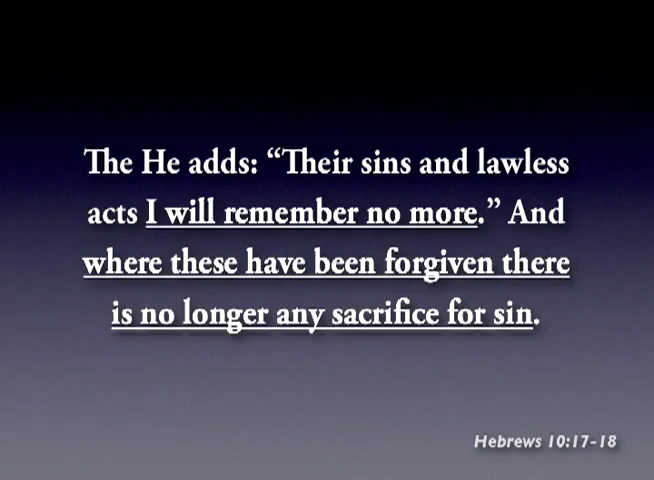 The He adds: “Their sins and lawless
acts I will remember no more.” And
where these have been forgiven there
is no longer any sacrifice for sin.
Hebrews 10:17-18